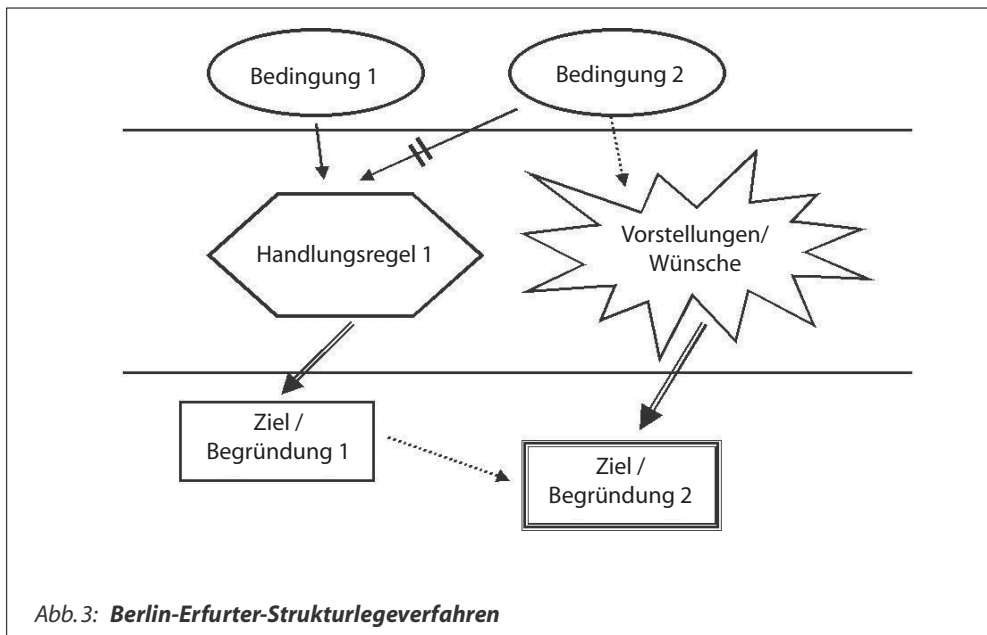 Bedingung 1
Bedingung 2
Handlungsregel 1
Vorstellungen/
Wünsche
Ziel /
Begründung 1
Ziel /
Begründung 2
Abb. 3: Berlin-Erfurter-Strukturlegeverfahren